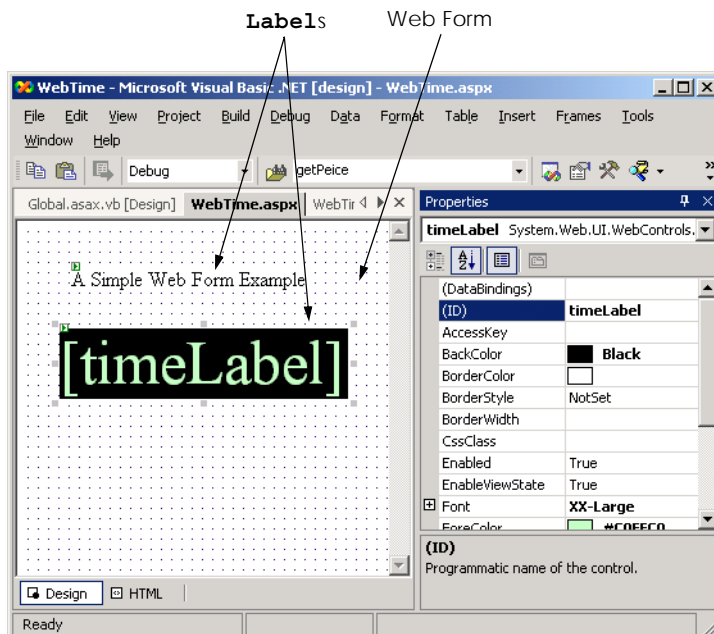 Labels Web Form
WebTime - Microsoft Visual Basic .NET [design] - WebTime.aspx
File Edit View Project Build Debug Data Format Table Insert Frames Tools
Window Help
Debug getPeice
Global.asax.vb [Design] WebTime.aspx WebTir
A Simple Web Form Example
[timeLabel]
Design HTML
Ready
Properties
timeLabel System.Web.UI.WebControls.
(DataBindings)
(ID) timeLabel
AccessKey
BackColor Black
BorderColor
BorderStyle NotSet
BorderWidth
CssClass
Enabled True
EnableViewState True
Font XX-Large
ForeColor #C0FFC0
(ID)
Programmatic name of the control.